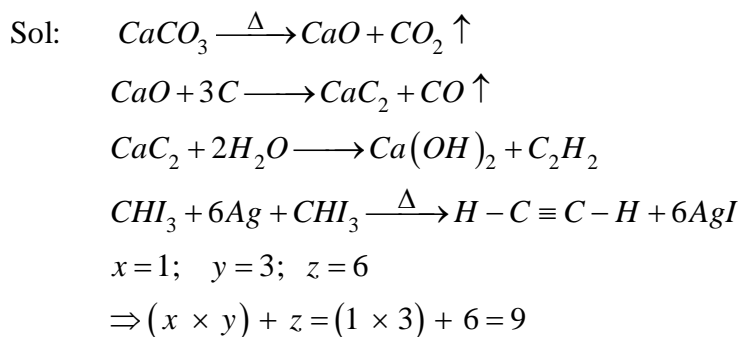 Sol: CaCO₃ —Δ→ CaO + CO₂ ↑
CaO + 3C ⟶ CaC₂ + CO ↑
CaC₂ + 2H₂O ⟶ Ca(OH)₂ + C₂H₂
CHI₃ + 6Ag + CHI₃ —Δ→ H − C ≡ C − H + 6AgI
x = 1; y = 3; z = 6
⇒ (x × y) + z = (1 × 3) + 6 = 9